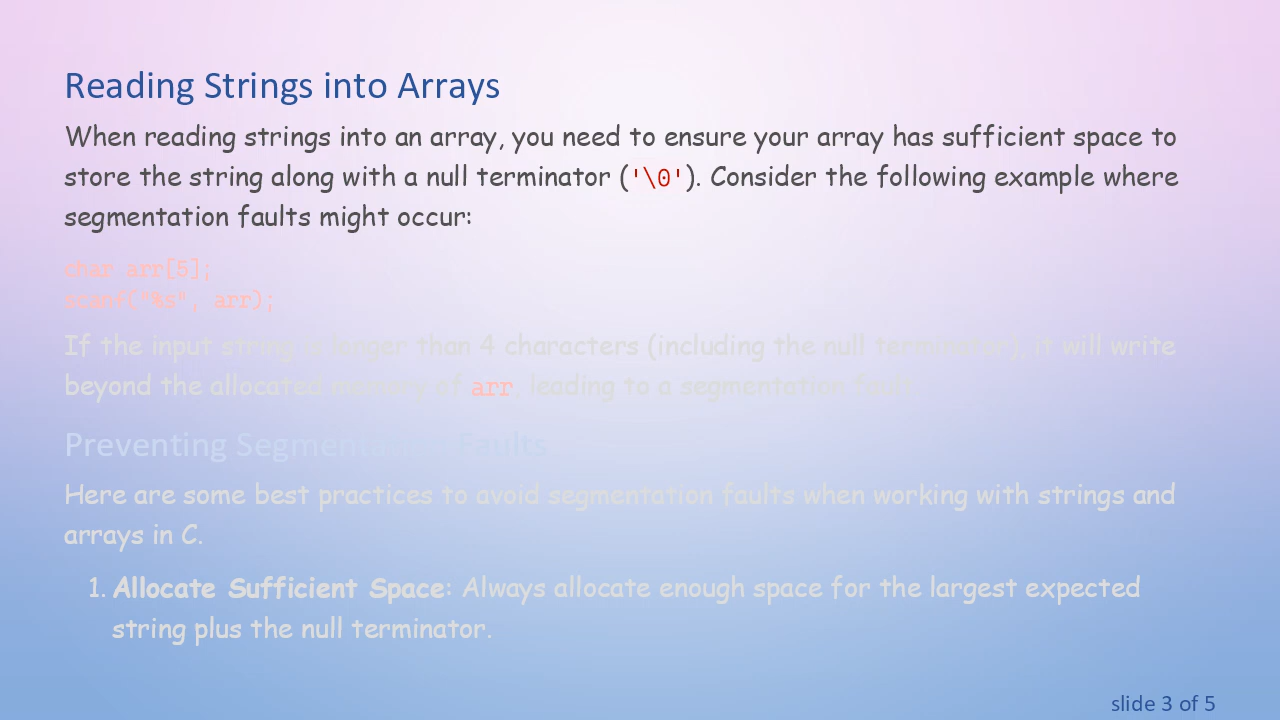 Reading Strings into Arrays
When reading strings into an array, you need to ensure your array has sufficient space to
store the string along with a null terminator ('\0'). Consider the following example where
segmentation faults might occur:
char arr[5];
scanf("%s", arr);
If the input string is longer than 4 characters (including the null terminator), it will write
beyond the allocated memory of arr, leading to a segmentation fault.
Preventing Segmentation Faults
Here are some best practices to avoid segmentation faults when working with strings and
arrays in C.
1. Allocate Sufficient Space: Always allocate enough space for the largest expected
string plus the null terminator.
slide 3 of 5